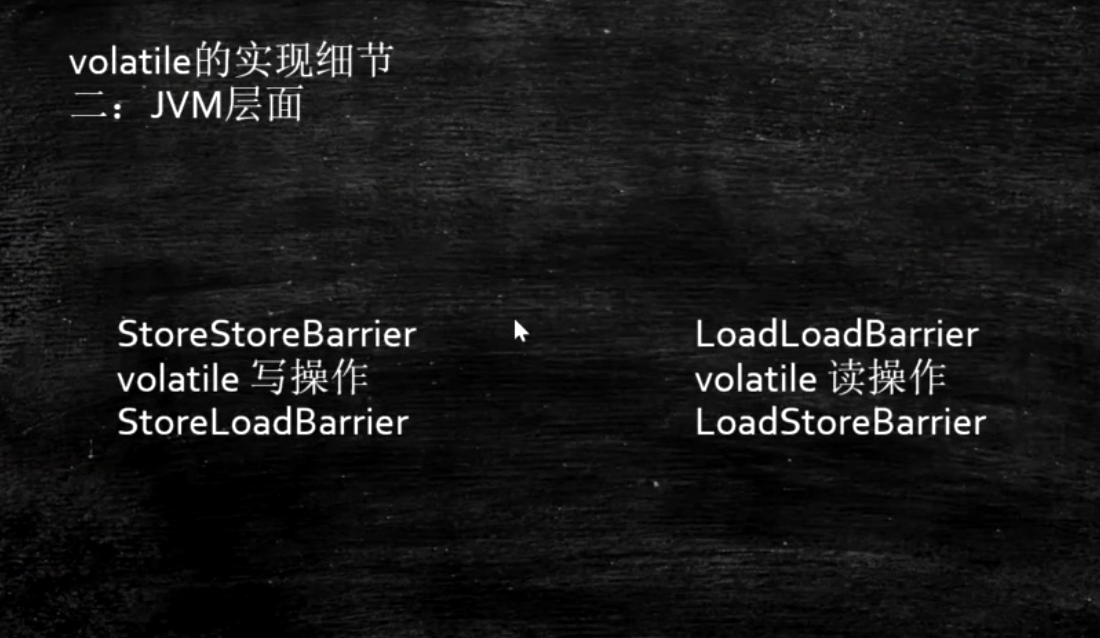 volatile的实现细节
二：JVM层面
StoreStoreBarrier
volatile 写操作
StoreLoadBarrier
LoadLoadBarrier
volatile 读操作
LoadStoreBarrier